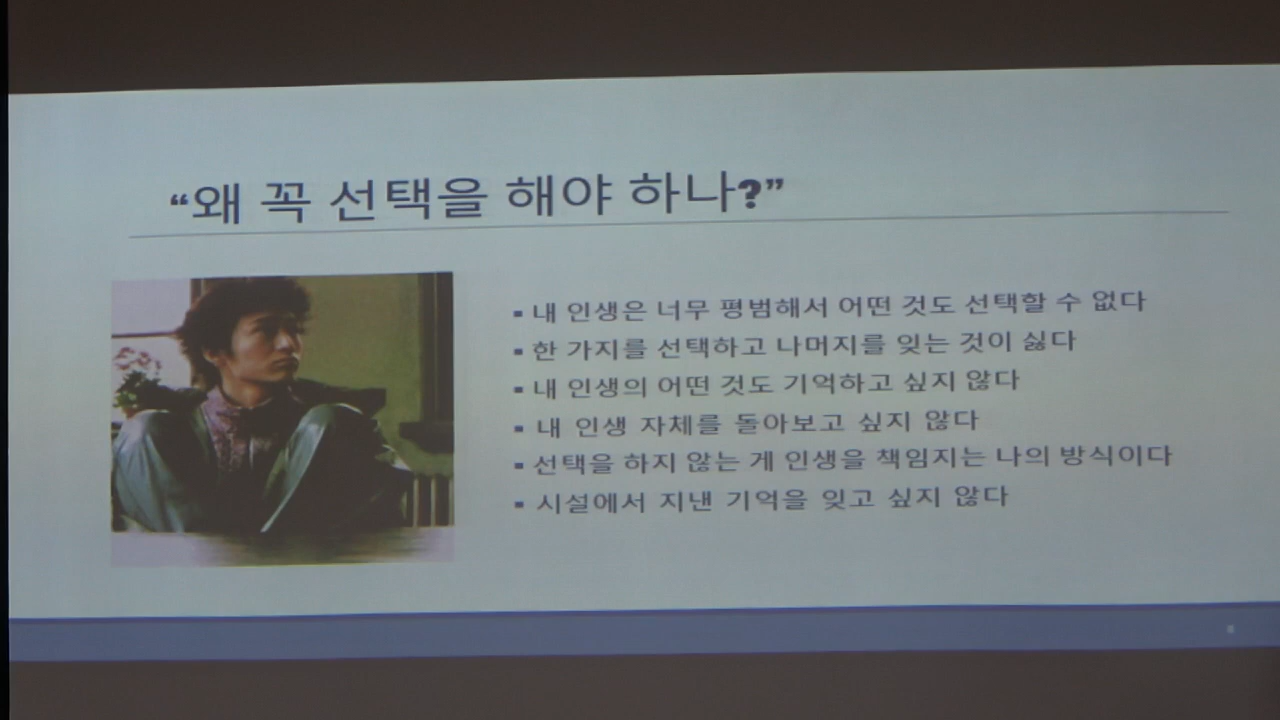 “왜 꼭 선택을 해야 하나?”
▪ 내 인생은 너무 평범해서 어떤 것도 선택할 수 없다
▪ 한 가지를 선택하고 나머지를 잊는 것이 싫다
▪ 내 인생의 어떤 것도 기억하고 싶지 않다
▪ 내 인생 자체를 돌아보고 싶지 않다
▪ 선택을 하지 않는 게 인생을 책임지는 나의 방식이다
▪ 시설에서 지낸 기억을 잊고 싶지 않다